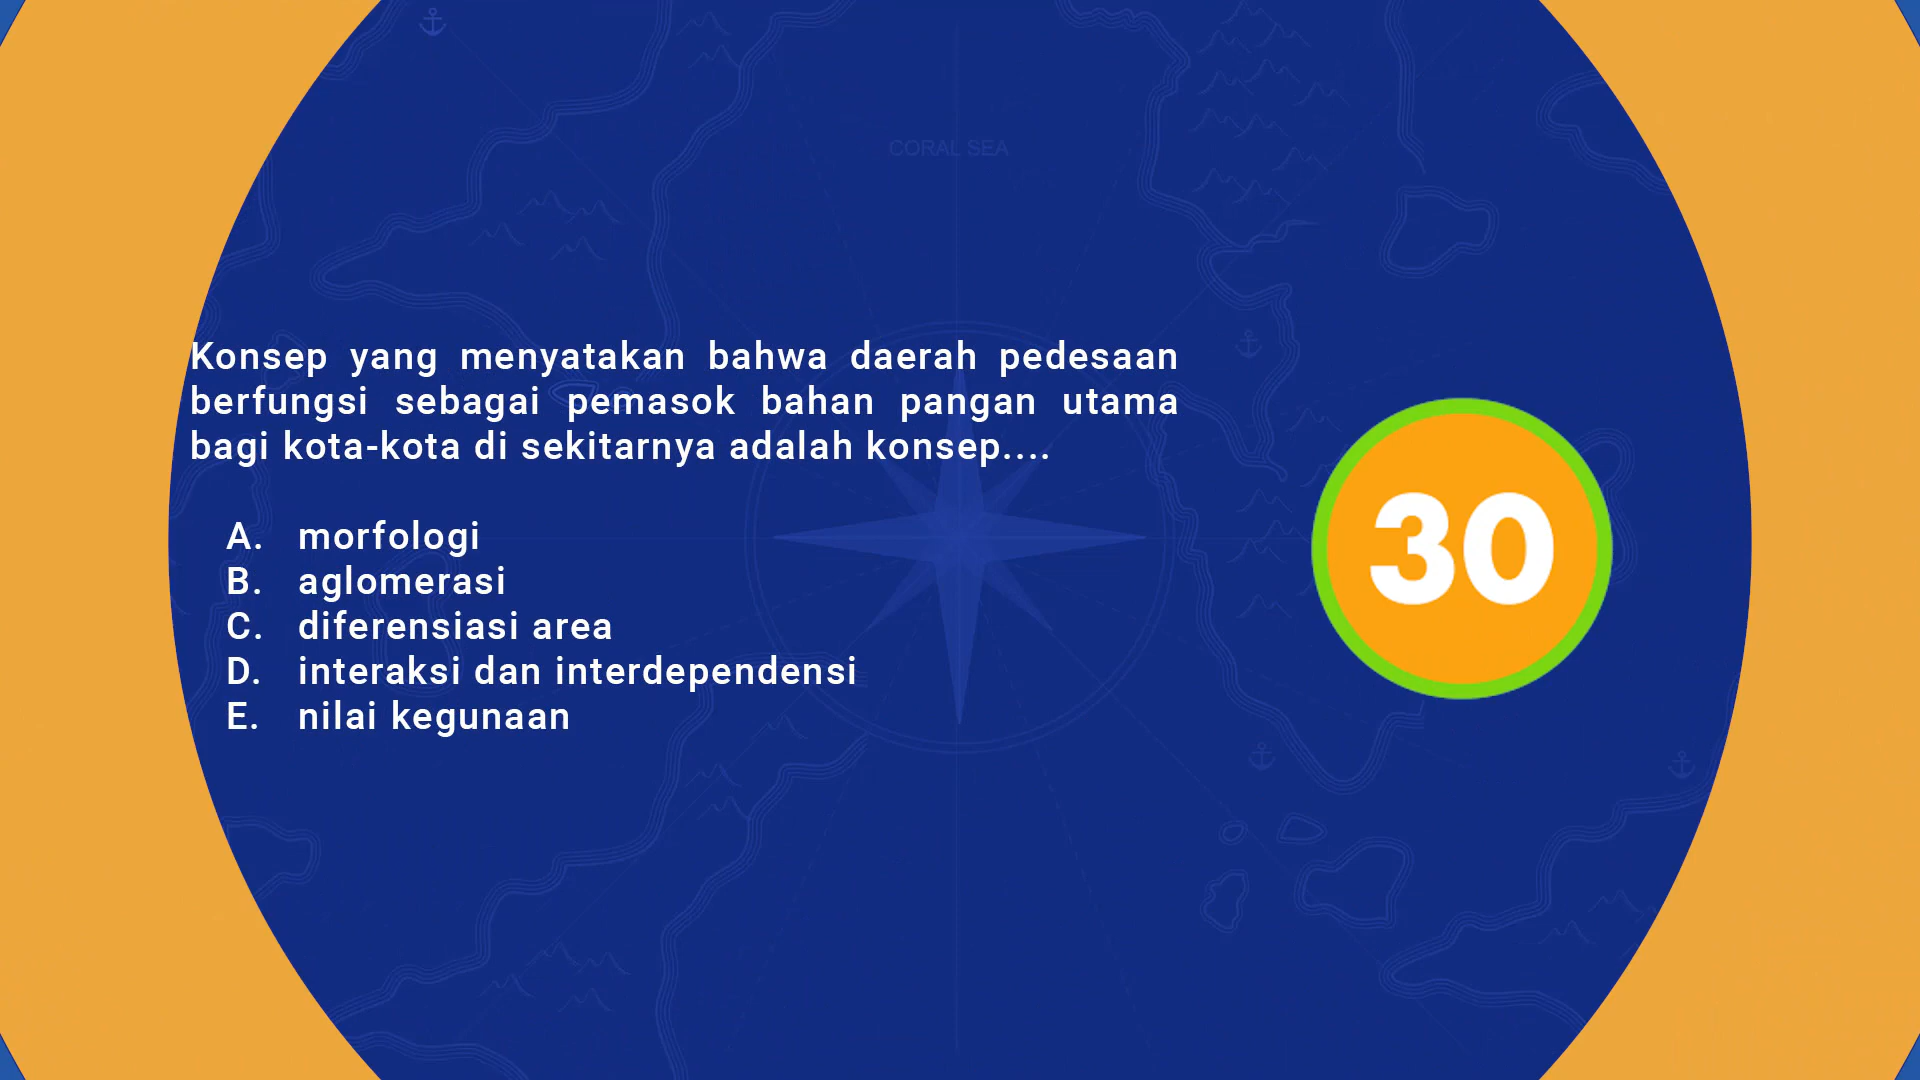 CORAL SEA
Konsep yang menyatakan bahwa daerah pedesaan
berfungsi sebagai pemasok bahan pangan utama
bagi kota-kota di sekitarnya adalah konsep....
A. morfologi
B. aglomerasi
C. diferensiasi area
D. interaksi dan interdependensi
E. nilai kegunaan
30